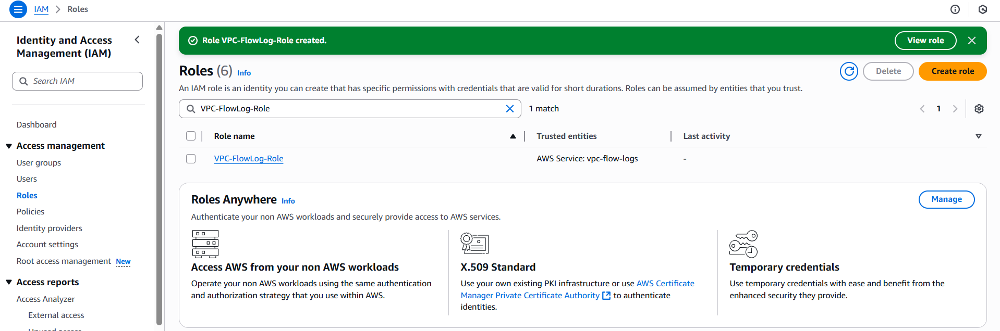 IAM > Roles
Identity and Access
Management (IAM)
Search IAM
Dashboard
Access management
User groups
Users
Roles
Policies
Identity providers
Account settings
Root access management New
Access reports
Access Analyzer
External access
Unused access
Role VPC-FlowLog-Role created.
View role
Roles (6) Info
Delete
Create role
An IAM role is an identity you can create that has specific permissions with credentials that are valid for short durations. Roles can be assumed by entities that you trust.
VPC-FlowLog-Role
1 match
1
Role name
Trusted entities
Last activity
VPC-FlowLog-Role
AWS Service: vpc-flow-logs
-
Roles Anywhere Info
Manage
Authenticate your non AWS workloads and securely provide access to AWS services.
Access AWS from your non AWS workloads
Operate your non AWS workloads using the same authentication
and authorization strategy that you use within AWS.
X.509 Standard
Use your own existing PKI infrastructure or use AWS Certificate
Manager Private Certificate Authority to authenticate
identities.
Temporary credentials
Use temporary credentials with ease and benefit from the
enhanced security they provide.